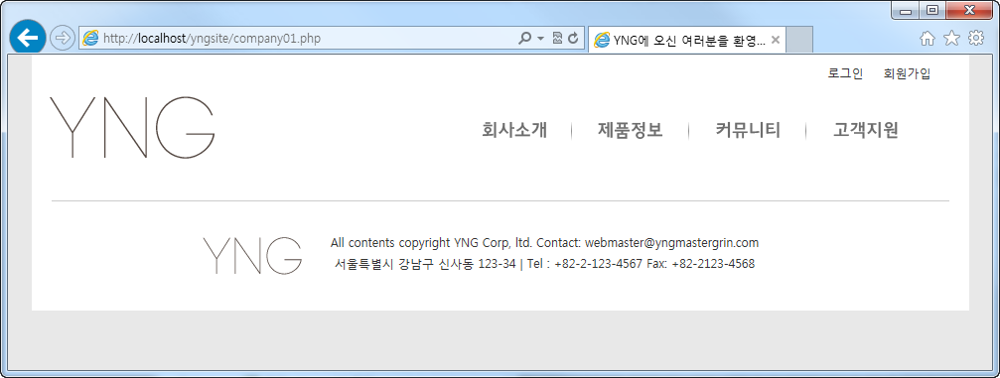 http://localhost/yngsite/company01.php
YNG에 오신 여러분을 환영...
로그인 회원가입
YNG
회사소개 제품정보 커뮤니티 고객지원
YNG
All contents copyright YNG Corp, ltd. Contact: webmaster@yngmastergrin.com
서울특별시 강남구 신사동 123-34 | Tel : +82-2-123-4567 Fax: +82-2123-4568